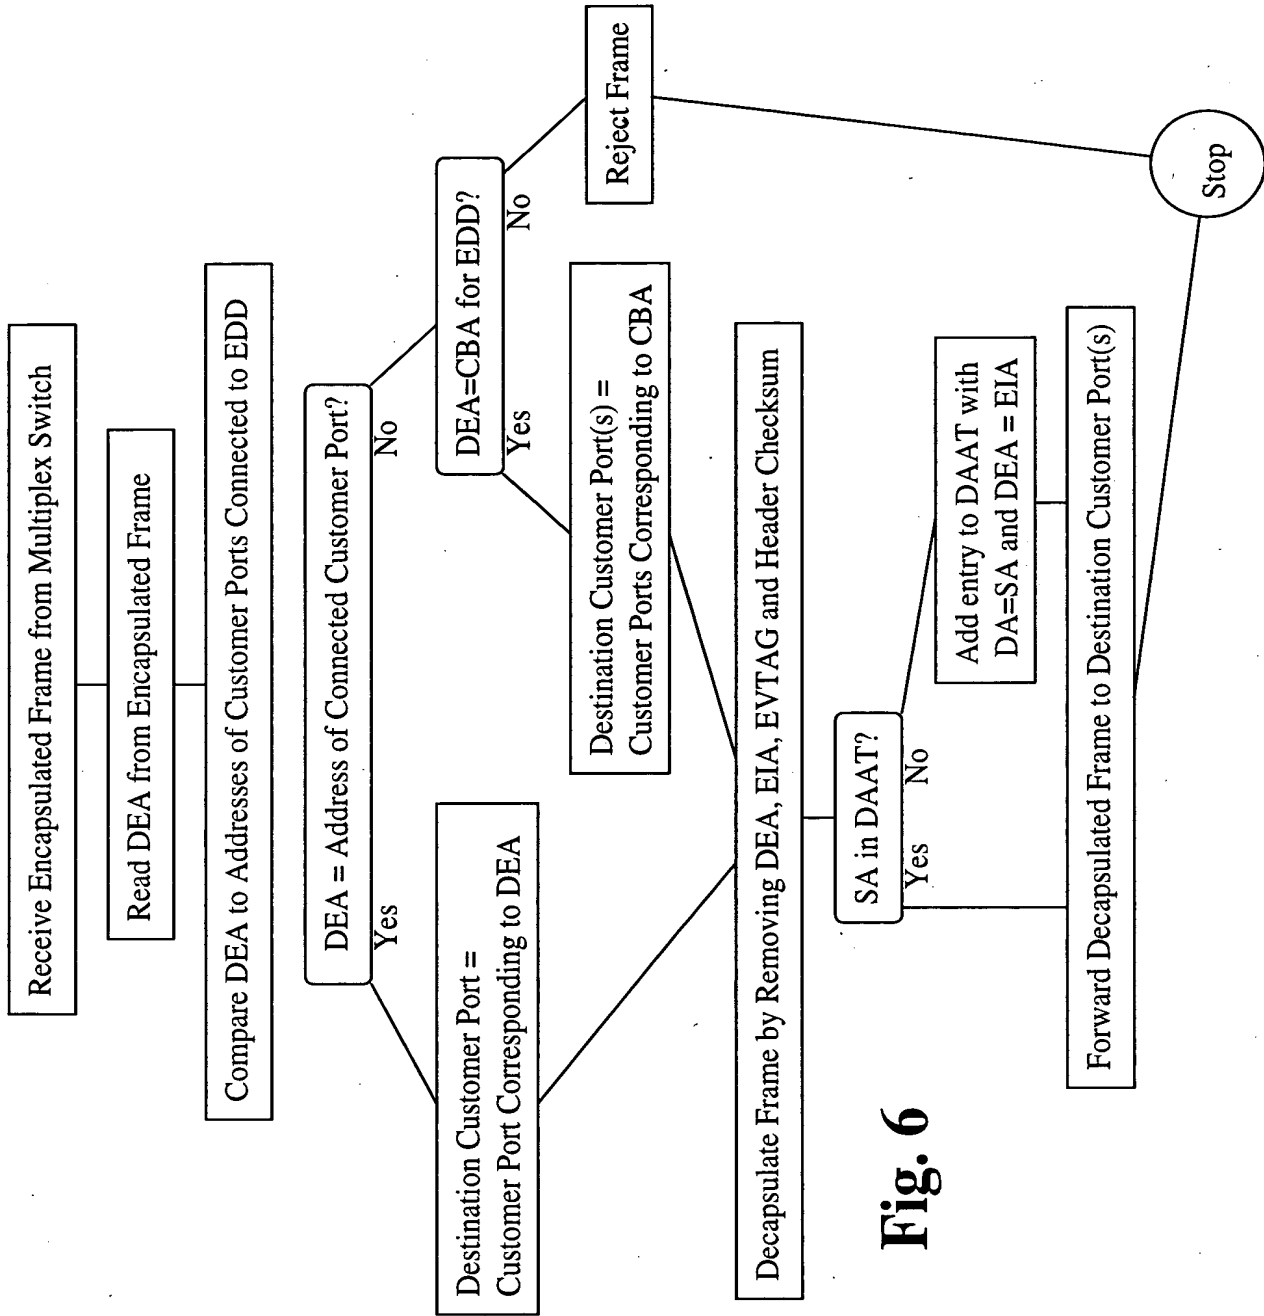 Receive Encapsulated Frame from Multiplex Switch
Read DEA from Encapsulated Frame
Compare DEA to Addresses of Customer Ports Connected to EDD
DEA = Address of Connected Customer Port?
Yes
No
Destination Customer Port =
Customer Port Corresponding to DEA
DEA=CBA for EDD?
Yes
No
Destination Customer Port(s) =
Customer Ports Corresponding to CBA
Reject Frame
Decapsulate Frame by Removing DEA, EIA, EVTAG and Header Checksum
SA in DAAT?
Yes
No
Add entry to DAAT with
DA=SA and DEA = EIA
Forward Decapsulated Frame to Destination Customer Port(s)
Stop
Fig. 6